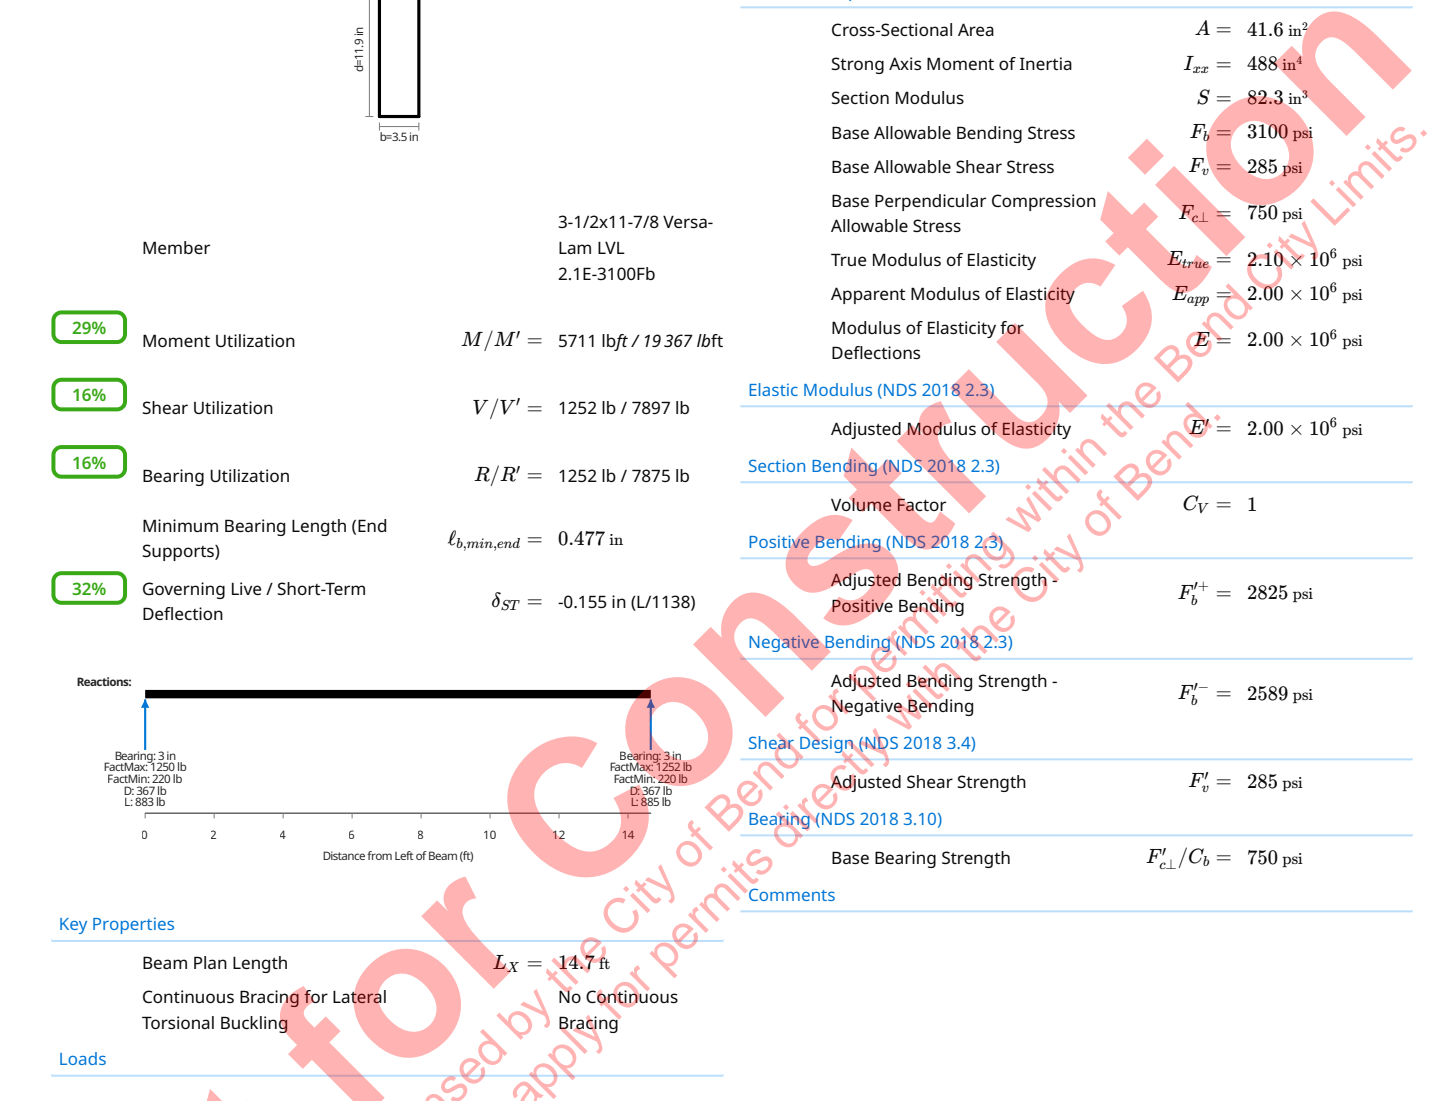 d=11.9 in
b=3.5 in
Member
3-1/2x11-7/8 Versa-
Lam LVL
2.1E-3100Fb
29%
Moment Utilization M/M′ = 5711 lbft / 19 367 lbft
16%
Shear Utilization V/V′ = 1252 lb / 7897 lb
16%
Bearing Utilization R/R′ = 1252 lb / 7875 lb
Minimum Bearing Length (End
Supports)
ℓb,min,end = 0.477 in
32%
Governing Live / Short-Term
Deflection
δST = -0.155 in (L/1138)
Reactions:
Bearing: 3 in
FactMax: 1250 lb
FactMin: 220 lb
D: 367 lb
L: 883 lb
Bearing: 3 in
FactMax: 1252 lb
FactMin: 220 lb
D: 367 lb
L: 885 lb
0 2 4 6 8 10 12 14
Distance from Left of Beam (ft)
Key Properties
Beam Plan Length LX = 14.7 ft
Continuous Bracing for Lateral
Torsional Buckling
No Continuous
Bracing
Loads
Cross-Sectional Area A = 41.6 in²
Strong Axis Moment of Inertia Ixx = 488 in⁴
Section Modulus S = 82.3 in³
Base Allowable Bending Stress Fb = 3100 psi
Base Allowable Shear Stress Fv = 285 psi
Base Perpendicular Compression
Allowable Stress
Fc⊥ = 750 psi
True Modulus of Elasticity Etrue = 2.10 × 10⁶ psi
Apparent Modulus of Elasticity Eapp = 2.00 × 10⁶ psi
Modulus of Elasticity for
Deflections
E = 2.00 × 10⁶ psi
Elastic Modulus (NDS 2018 2.3)
Adjusted Modulus of Elasticity E′ = 2.00 × 10⁶ psi
Section Bending (NDS 2018 2.3)
Volume Factor CV = 1
Positive Bending (NDS 2018 2.3)
Adjusted Bending Strength -
Positive Bending
Fb′+ = 2825 psi
Negative Bending (NDS 2018 2.3)
Adjusted Bending Strength -
Negative Bending
Fb′− = 2589 psi
Shear Design (NDS 2018 3.4)
Adjusted Shear Strength Fv′ = 285 psi
Bearing (NDS 2018 3.10)
Base Bearing Strength Fc⊥′/Cb = 750 psi
Comments
for Construction
by the City of Bend for permitting within the Bend City Limits.
apply for permits directly with the City of Bend.